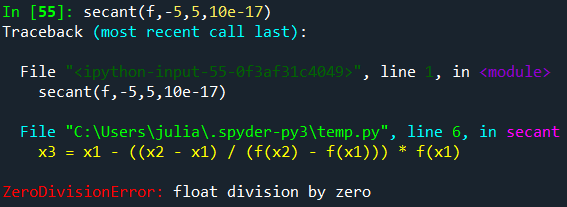 In [55]: secant(f,-5,5,10e-17)
Traceback (most recent call last):
File "<ipython-input-55-0f3af31c4049>", line 1, in <module>
secant(f,-5,5,10e-17)
File "C:\Users\julia\.spyder-py3\temp.py", line 6, in secant
x3 = x1 - ((x2 - x1) / (f(x2) - f(x1))) * f(x1)
ZeroDivisionError: float division by zero